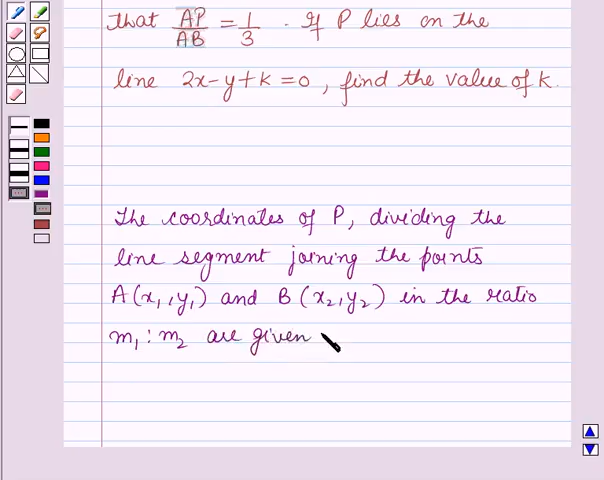 that AP/AB = 1/3 . If P lies on the
line 2x-y+k=0, find the value of k.
The coordinates of P, dividing the
line segment joining the points
A(x₁,y₁) and B(x₂,y₂) in the ratio
m₁:m₂ are given